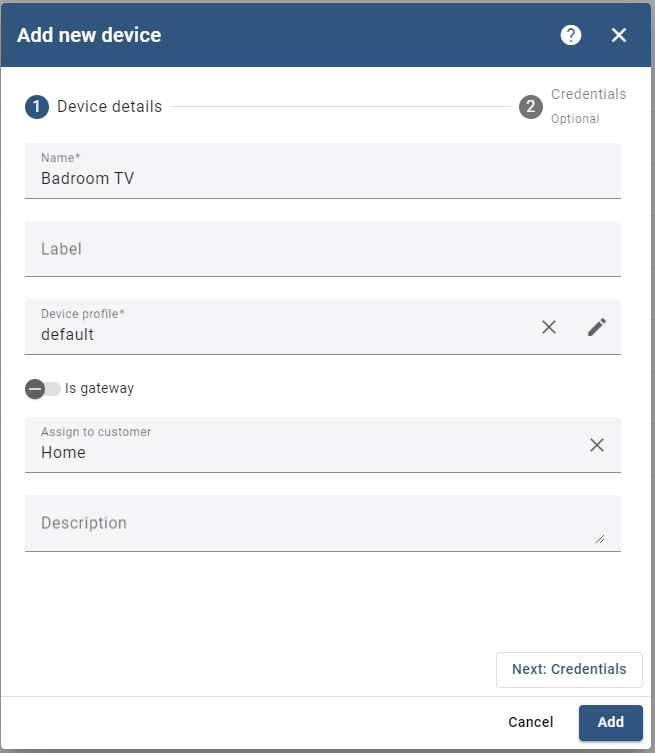 Add new device
?
1 Device details
2 Credentials
Optional
Name*
Badroom TV
Label
Device profile*
default
Is gateway
Assign to customer
Home
Description
Next: Credentials
Cancel Add